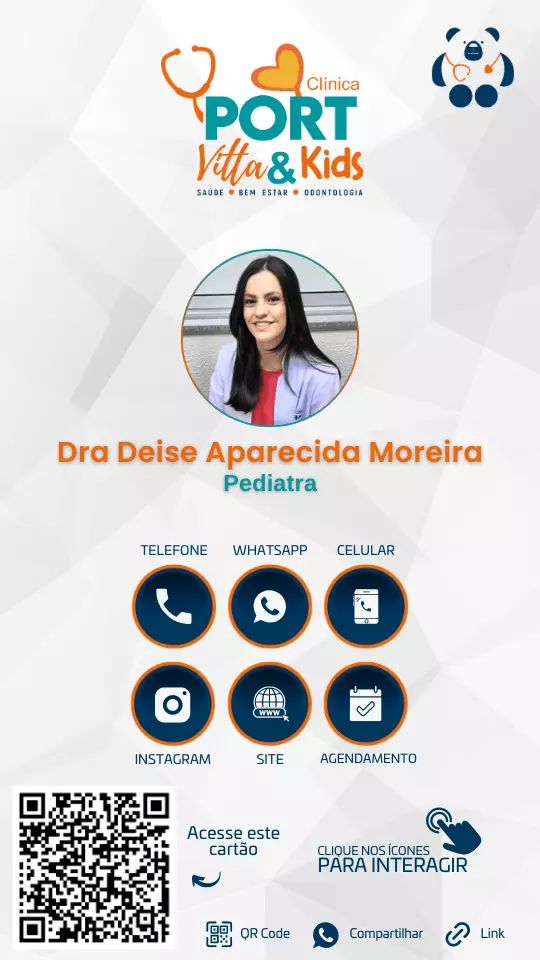 Clínica
PORT
Vitta & Kids
SAÚDE • BEM ESTAR • ODONTOLOGIA
Dra Deise Aparecida Moreira
Pediatra
TELEFONE WHATSAPP CELULAR
WWW
INSTAGRAM SITE AGENDAMENTO
Acesse este
cartão
CLIQUE NOS ÍCONES
PARA INTERAGIR
QR Code Compartilhar Link